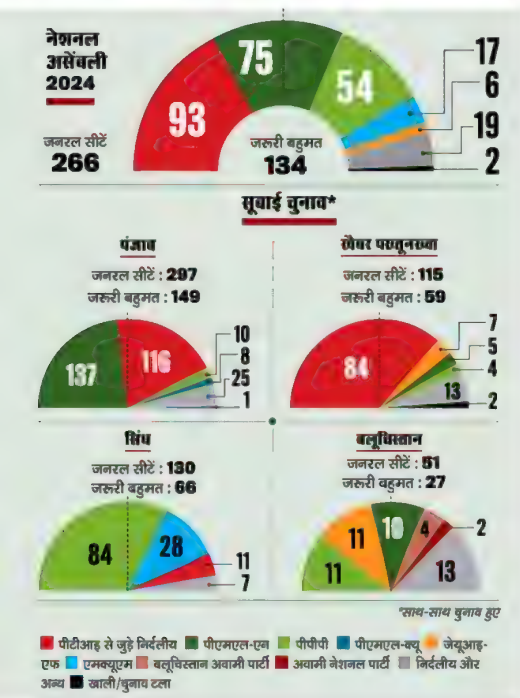 नेशनल
असेंबली
2024
75
54
93
17
6
19
2
जनरल सीटें
266
जरूरी बहुमत
134
सूबाई चुनाव*
पंजाब
जनरल सीटें : 297
जरूरी बहुमत : 149
137
116
10
8
25
1
खैबर पख्तूनख्वा
जनरल सीटें : 115
जरूरी बहुमत : 59
84
7
5
4
13
2
सिंध
जनरल सीटें : 130
जरूरी बहुमत : 66
84
28
11
7
बलूचिस्तान
जनरल सीटें : 51
जरूरी बहुमत : 27
11
11
10
4
2
13
*साथ-साथ चुनाव हुए
पीटीआइ से जुड़े निर्दलीय पीएमएल-एन पीपीपी पीएमएल-क्यू जेयूआइ-
एफ एमक्यूएम बलूचिस्तान अवामी पार्टी अवामी नेशनल पार्टी निर्दलीय और
अन्य खाली/चुनाव टला